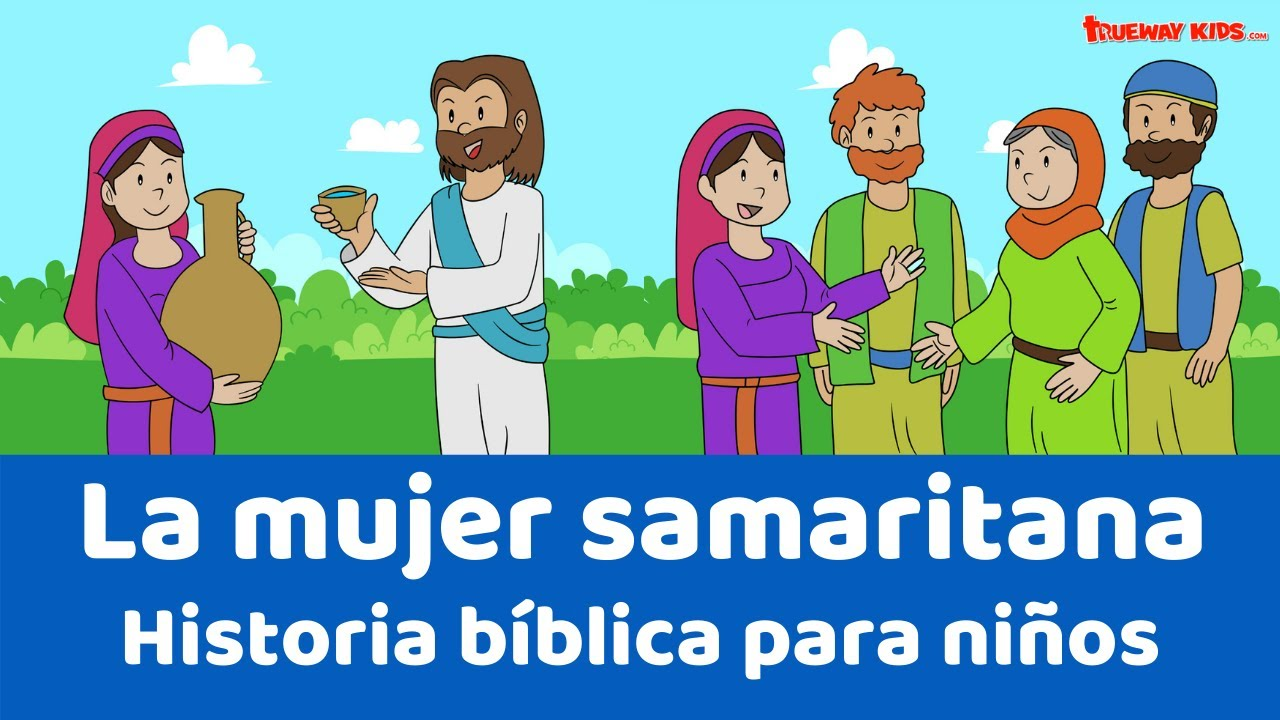 TRUEWAY KIDS.COM
La mujer samaritana
Historia bíblica para niños